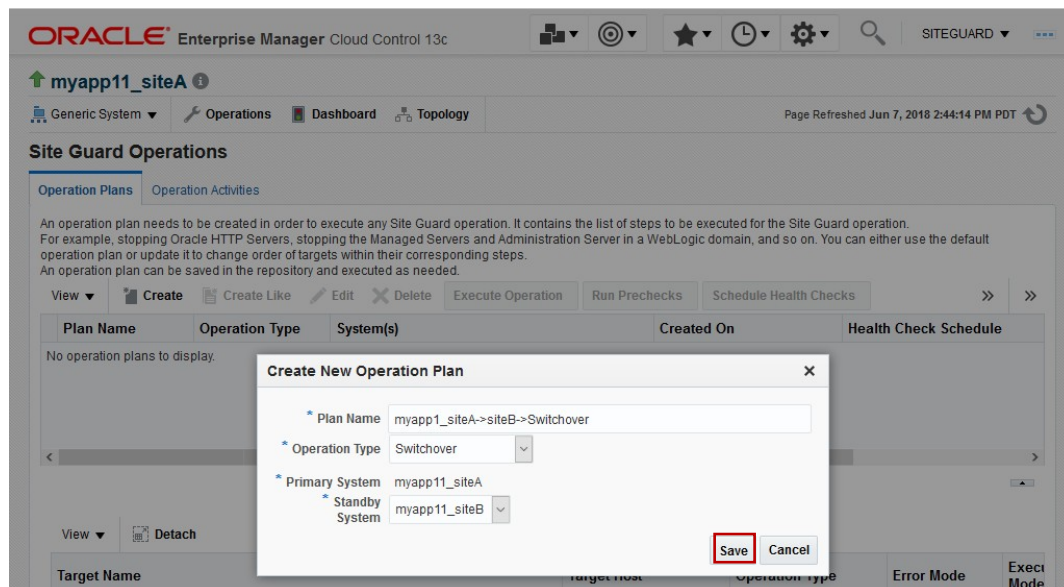 ORACLE Enterprise Manager Cloud Control 13c SITEGUARD
myapp11_siteA
Generic System Operations Dashboard Topology Page Refreshed Jun 7, 2018 2:44:14 PM PDT
Site Guard Operations
Operation Plans Operation Activities
An operation plan needs to be created in order to execute any Site Guard operation. It contains the list of steps to be executed for the Site Guard operation.
For example, stopping Oracle HTTP Servers, stopping the Managed Servers and Administration Server in a WebLogic domain, and so on. You can either use the default
operation plan or update it to change order of targets within their corresponding steps.
An operation plan can be saved in the repository and executed as needed.
View Create Create Like Edit Delete Execute Operation Run Prechecks Schedule Health Checks
Plan Name Operation Type System(s) Created On Health Check Schedule
No operation plans to display.
Create New Operation Plan
* Plan Name myapp1_siteA->siteB->Switchover
* Operation Type Switchover
* Primary System myapp11_siteA
* Standby
System myapp11_siteB
View Detach
Save Cancel
Target Name Target Host Operation Type Error Mode
Mode